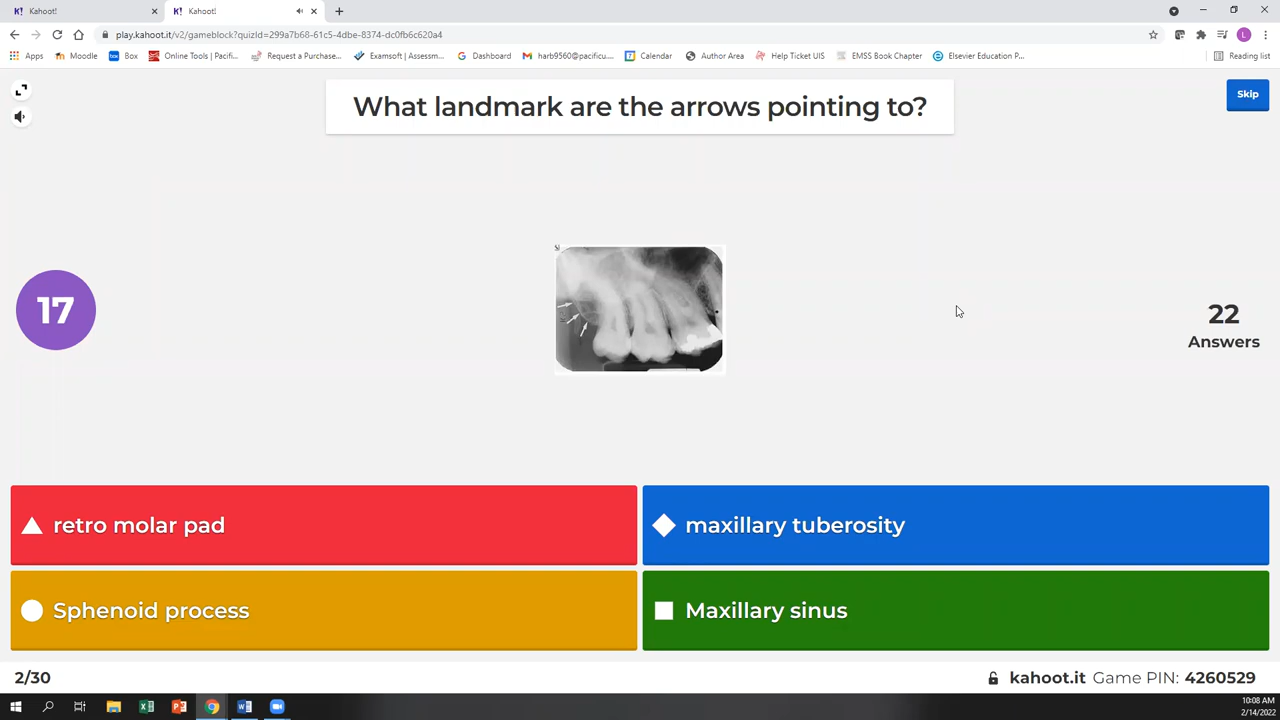 Kahoot!
Kahoot!
play.kahoot.it/v2/gameblock?quizId=299a7b68-61c5-4dbe-8374-dc0fb6c620a4
Apps Moodle Box Online Tools | Pacifi... Request a Purchase... Examsoft | Assessm... Dashboard harb9560@pacificu.... Calendar Author Area Help Ticket UIS EMSS Book Chapter Elsevier Education P... Reading list
What landmark are the arrows pointing to?
Skip
17
22
Answers
retro molar pad
maxillary tuberosity
Sphenoid process
Maxillary sinus
2/30
kahoot.it Game PIN: 4260529
10:08 AM
2/14/2022